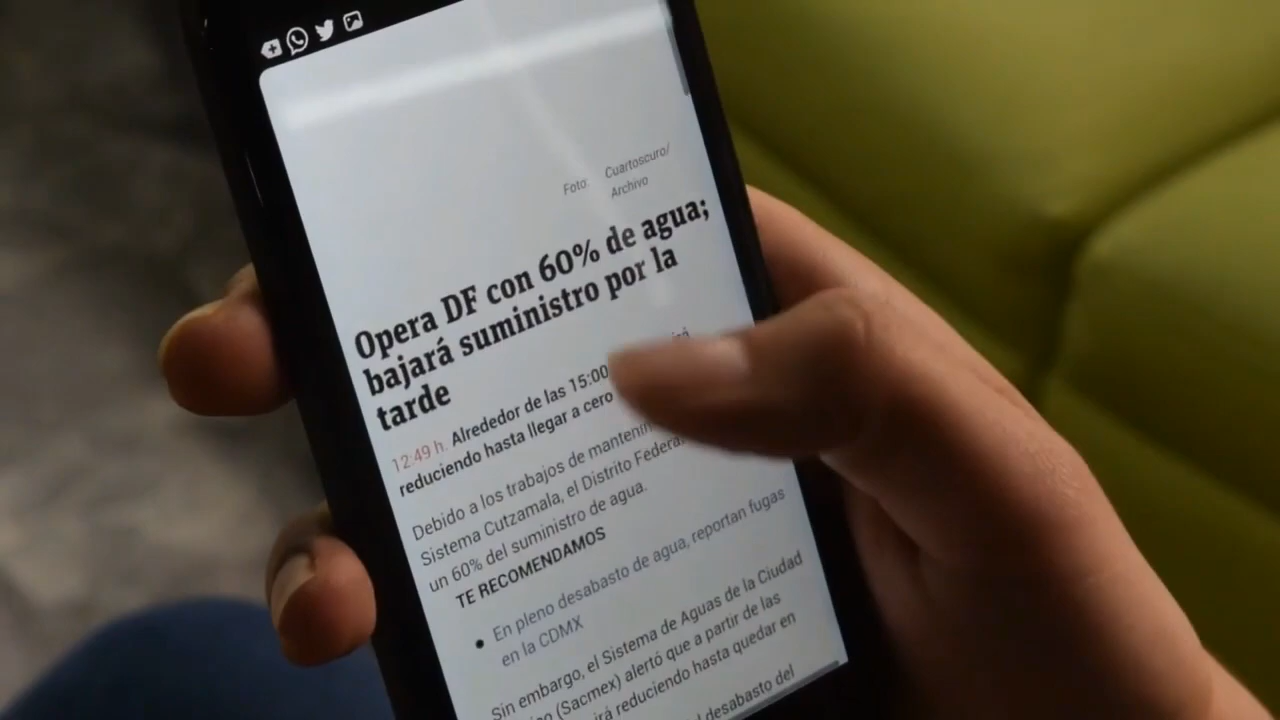 Foto: Cuartoscuro/
Archivo
Opera DF con 60% de agua;
bajará suministro por la
tarde
12:49 h. Alrededor de las 15:00
reduciendo hasta llegar a cero
Debido a los trabajos de
Sistema Cutzamala, el Distrito Federal
un 60% del suministro de agua.
TE RECOMENDAMOS
• En pleno desabasto de agua, reportan fugas
en la CDMX
Sin embargo, el Sistema de Aguas de la Ciudad
(Sacmex) alertó que a partir de las
reduciendo hasta quedar en
desabasto del